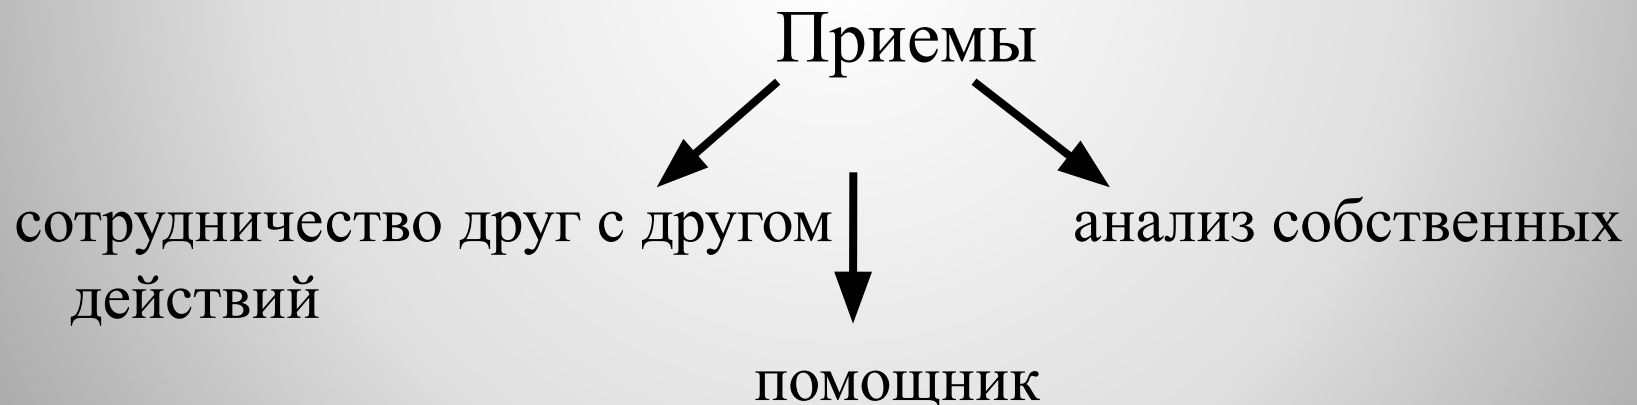 Приемы
сотрудничество друг с другом анализ собственных
действий
помощник